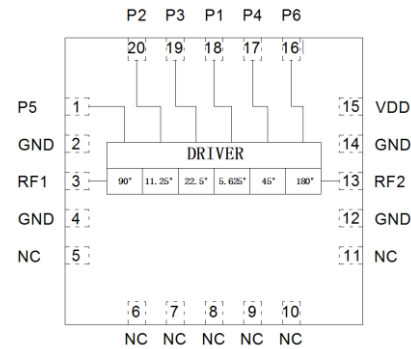 P2 P3 P1 P4 P6
20 19 18 17 16
P5 1 15 VDD
GND 2 14 GND
DRIVER
RF1 3 90° 11.25° 22.5° 5.625° 45° 180° 13 RF2
GND 4 12 GND
NC 5 11 NC
6 7 8 9 10
NC NC NC NC NC